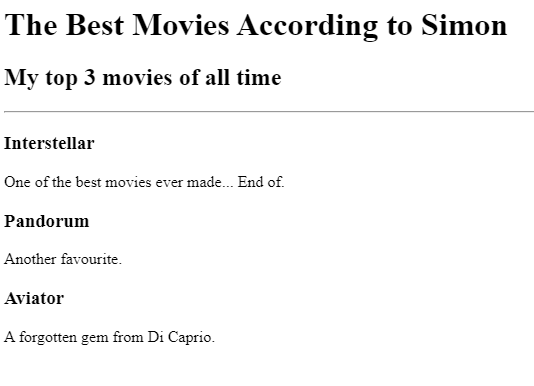 The Best Movies According to Simon
My top 3 movies of all time
Interstellar
One of the best movies ever made... End of.
Pandorum
Another favourite.
Aviator
A forgotten gem from Di Caprio.